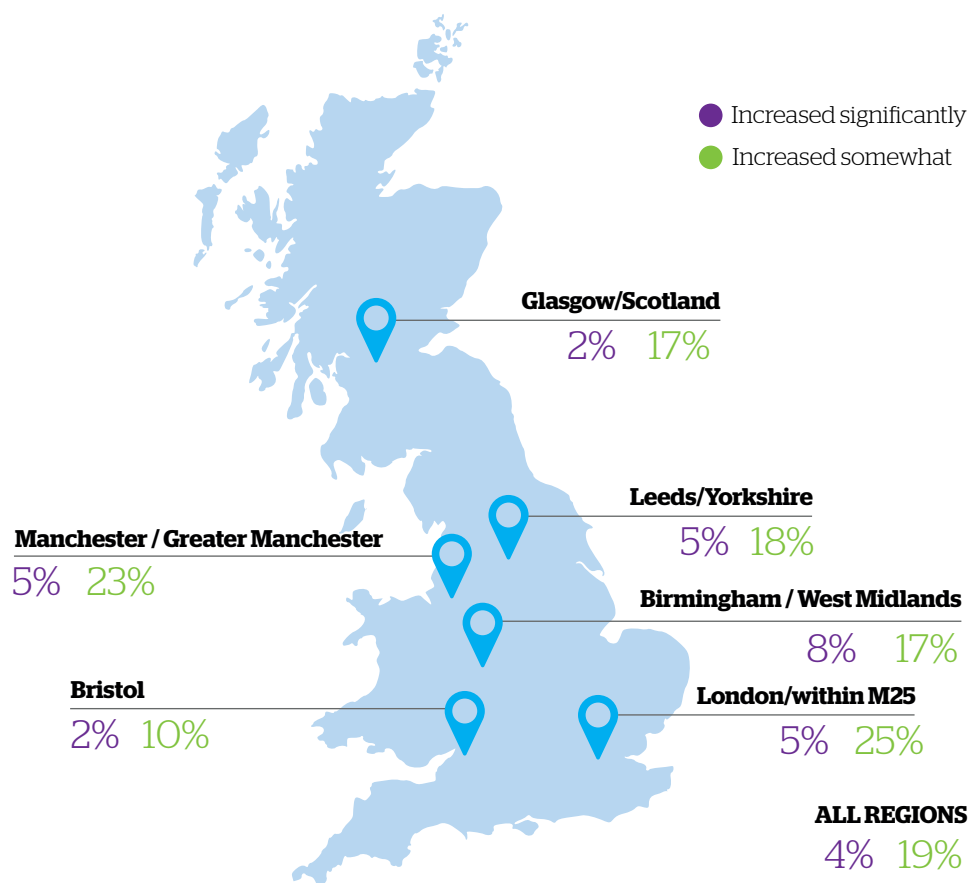 Increased significantly
Increased somewhat
Glasgow/Scotland
2% 17%
Leeds/Yorkshire
5% 18%
Manchester / Greater Manchester
5% 23%
Birmingham / West Midlands
8% 17%
Bristol
2% 10%
London/within M25
5% 25%
ALL REGIONS
4% 19%